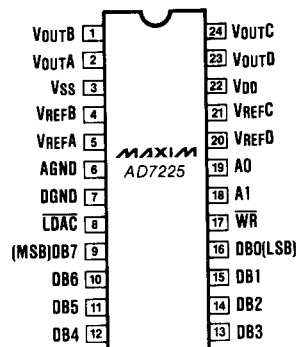 VOUTB 1 24 VOUTC
VOUTA 2 23 VOUTD
VSS 3 22 VDD
VREFB 4 21 VREFC
VREFA 5 20 VREFD
MAXIM
AGND 6 AD7225 19 A0
DGND 7 18 A1
LDAC 8 17 WR
(MSB)DB7 9 16 DB0(LSB)
DB6 10 15 DB1
DB5 11 14 DB2
DB4 12 13 DB3